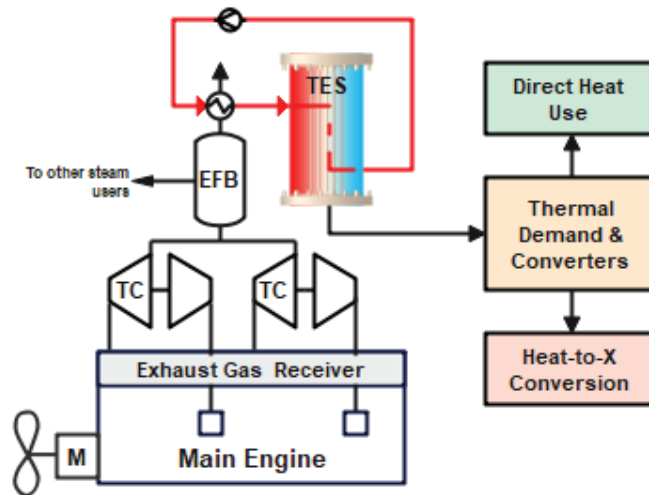 TES
Direct Heat
Use
To other steam
users
EFB
Thermal
Demand &
Converters
TC
TC
Exhaust Gas Receiver
Heat-to-X
Conversion
M
Main Engine